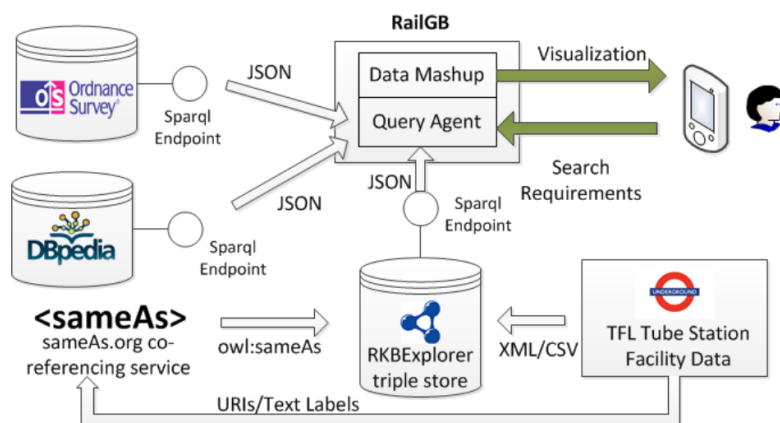 RailGB
Data Mashup
Query Agent
Visualization
Search
Requirements
JSON
Ordnance
Survey®
OS
Sparql
Endpoint
JSON
JSON
DBpedia
Sparql
Endpoint
Sparql
Endpoint
<sameAs>
sameAs.org co-
referencing service
owl:sameAs
RKBExplorer
triple store
XML/CSV
UNDERGROUND
TFL Tube Station
Facility Data
URIs/Text Labels